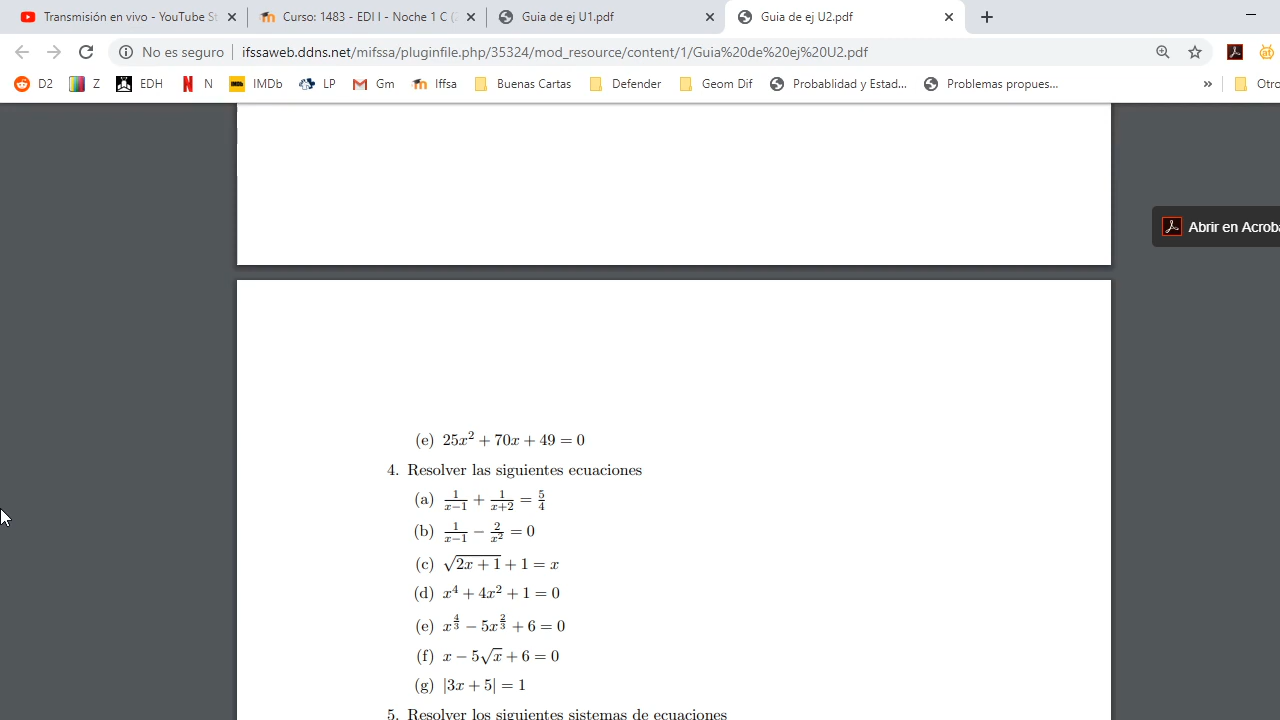 Transmisión en vivo - YouTube St
Curso: 1483 - EDI I - Noche 1 C (2
Guia de ej U1.pdf
Guia de ej U2.pdf
No es seguro | ifssaweb.ddns.net/mifssa/pluginfile.php/35324/mod_resource/content/1/Guia%20de%20ej%20U2.pdf
D2 Z EDH N N IMDb LP Gm Iffsa Buenas Cartas Defender Geom Dif Probablidad y Estad... Problemas propues... » Otro
Abrir en Acroba
(e) 25x² + 70x + 49 = 0
4. Resolver las siguientes ecuaciones
(a) 1/(x−1) + 1/(x+2) = 5/4
(b) 1/(x−1) − 2/x² = 0
(c) √(2x + 1) + 1 = x
(d) x⁴ + 4x² + 1 = 0
(e) x^(4/3) − 5x^(2/3) + 6 = 0
(f) x − 5√x + 6 = 0
(g) |3x + 5| = 1
5. Resolver los siguientes sistemas de ecuaciones